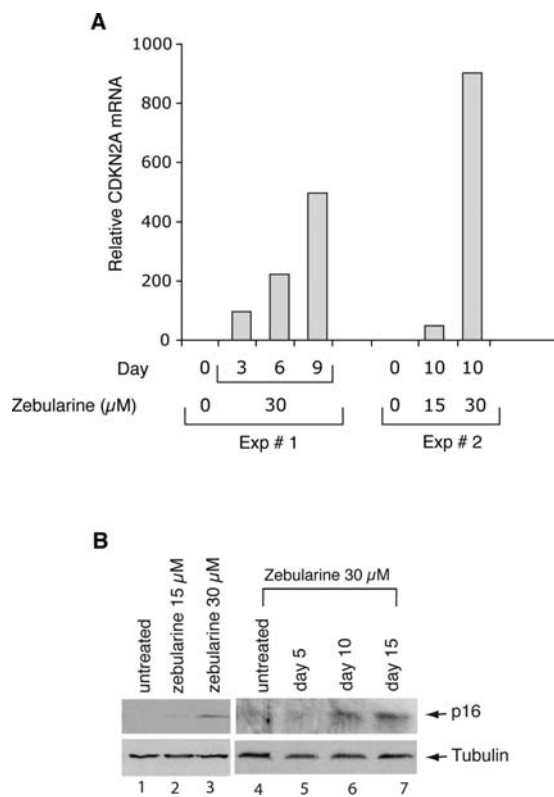 A
Relative CDKN2A mRNA
1000
800
600
400
200
0
Day 0 3 6 9 0 10 10
Zebularine (µM) 0 30 0 15 30
Exp # 1 Exp # 2
B
untreated
zebularine 15 µM
zebularine 30 µM
Zebularine 30 µM
untreated
day 5
day 10
day 15
p16
Tubulin
1 2 3 4 5 6 7